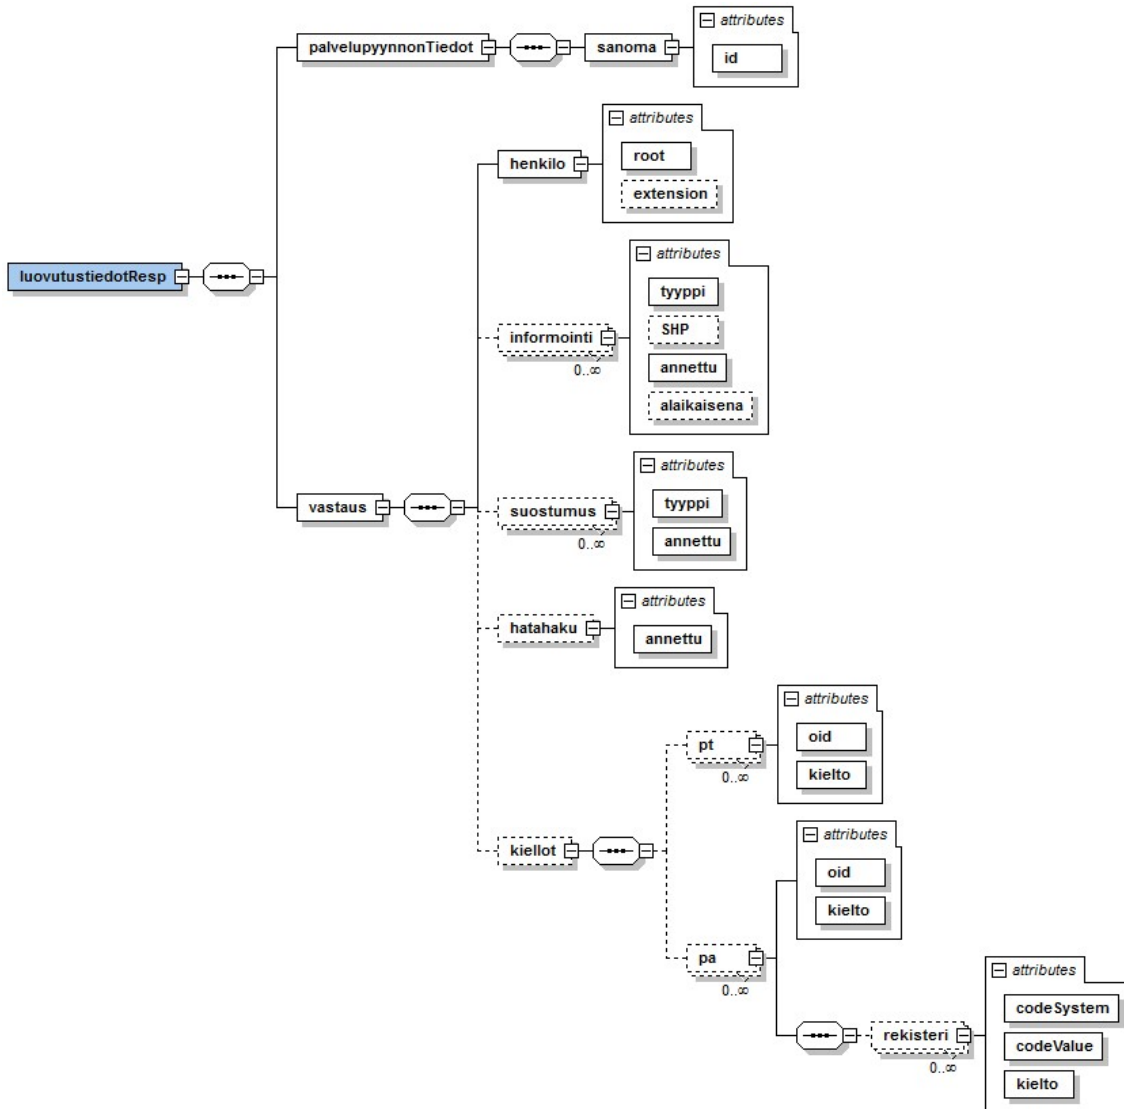 attributes
palvelupyynnonTiedot
sanoma
id
attributes
henkilo
root
extension
attributes
luovutustiedotResp
tyyppi
SHP
informointi
0..∞
annettu
alaikaisena
attributes
vastaus
suostumus
0..∞
tyyppi
annettu
attributes
hatahaku
annettu
attributes
pt
0..∞
oid
kielto
attributes
kiellot
oid
kielto
pa
0..∞
attributes
codeSystem
rekisteri
0..∞
codeValue
kielto